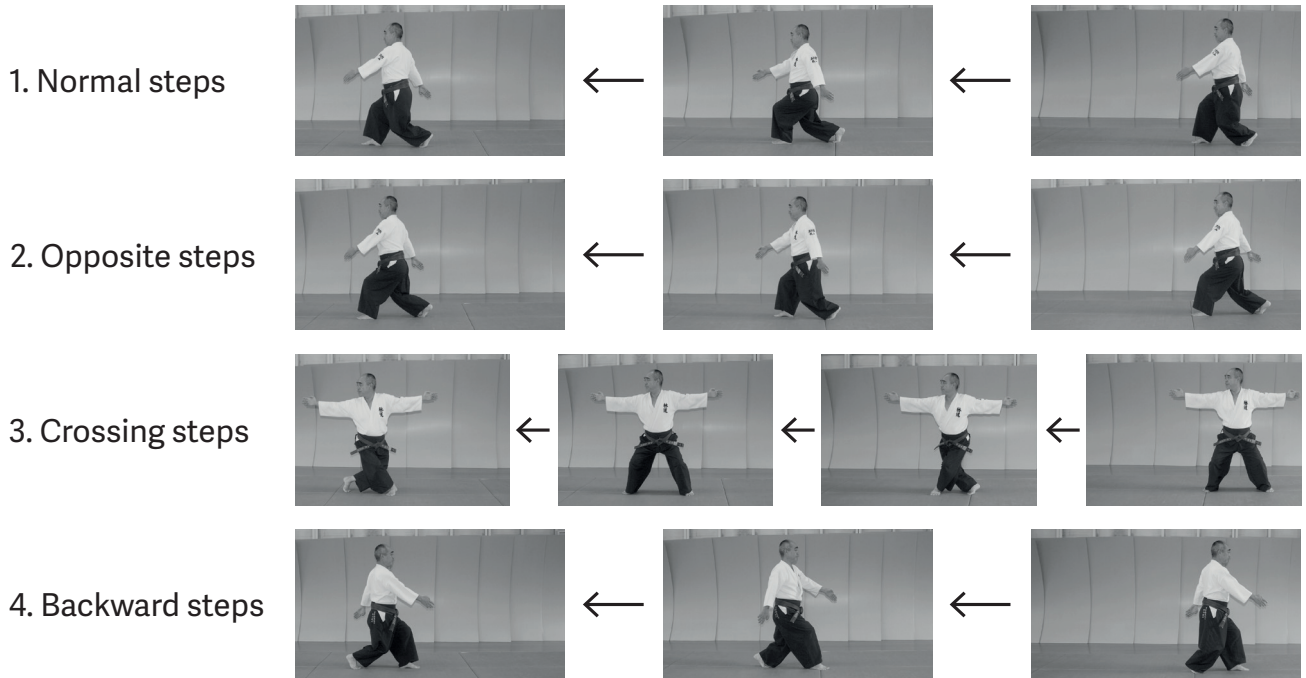 1. Normal steps
2. Opposite steps
3. Crossing steps
4. Backward steps